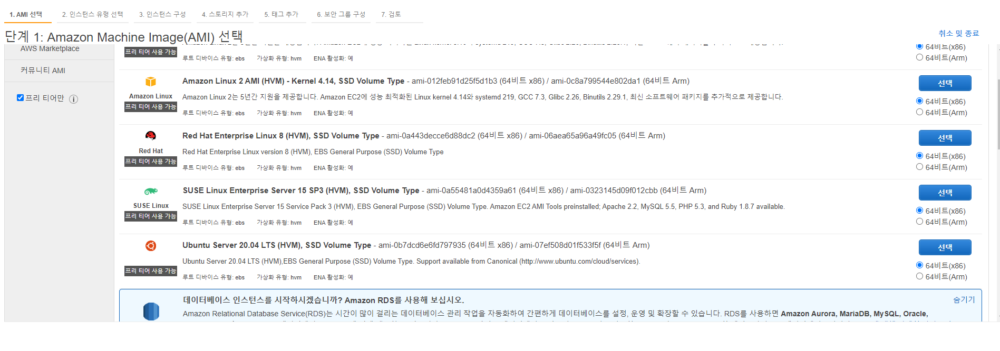 1. AMI 선택 2. 인스턴스 유형 선택 3. 인스턴스 구성 4. 스토리지 추가 5. 태그 추가 6. 보안 그룹 구성 7. 검토
단계 1: Amazon Machine Image(AMI) 선택
취소 및 종료
AWS Marketplace
커뮤니티 AMI
프리 티어만
프리 티어 사용 가능
루트 디바이스 유형: ebs 가상화 유형: hvm ENA 활성화: 예
64비트(x86)
64비트(Arm)
Amazon Linux 2 AMI (HVM) - Kernel 4.14, SSD Volume Type - ami-012feb91d25f5d1b3 (64비트 x86) / ami-0c8a799544e802da1 (64비트 Arm)
Amazon Linux
프리 티어 사용 가능
Amazon Linux 2는 5년간 지원을 제공합니다. Amazon EC2에 성능 최적화된 Linux kernel 4.14와 systemd 219, GCC 7.3, Glibc 2.26, Binutils 2.29.1, 최신 소프트웨어 패키지를 추가적으로 제공합니다.
루트 디바이스 유형: ebs 가상화 유형: hvm ENA 활성화: 예
선택
64비트(x86)
64비트(Arm)
Red Hat Enterprise Linux 8 (HVM), SSD Volume Type - ami-0a443decce6d88dc2 (64비트 x86) / ami-06aea65a96a49fc05 (64비트 Arm)
Red Hat
프리 티어 사용 가능
Red Hat Enterprise Linux version 8 (HVM), EBS General Purpose (SSD) Volume Type
루트 디바이스 유형: ebs 가상화 유형: hvm ENA 활성화: 예
선택
64비트(x86)
64비트(Arm)
SUSE Linux Enterprise Server 15 SP3 (HVM), SSD Volume Type - ami-0a55481a0d4359a61 (64비트 x86) / ami-0323145d09f012cbb (64비트 Arm)
SUSE Linux
프리 티어 사용 가능
SUSE Linux Enterprise Server 15 Service Pack 3 (HVM), EBS General Purpose (SSD) Volume Type. Amazon EC2 AMI Tools preinstalled; Apache 2.2, MySQL 5.5, PHP 5.3, and Ruby 1.8.7 available.
루트 디바이스 유형: ebs 가상화 유형: hvm ENA 활성화: 예
선택
64비트(x86)
64비트(Arm)
Ubuntu Server 20.04 LTS (HVM), SSD Volume Type - ami-0b7dcd6e6fd797935 (64비트 x86) / ami-07ef508d01f533f5f (64비트 Arm)
프리 티어 사용 가능
Ubuntu Server 20.04 LTS (HVM),EBS General Purpose (SSD) Volume Type. Support available from Canonical (http://www.ubuntu.com/cloud/services).
루트 디바이스 유형: ebs 가상화 유형: hvm ENA 활성화: 예
선택
64비트(x86)
64비트(Arm)
데이터베이스 인스턴스를 시작하시겠습니까? Amazon RDS를 사용해 보십시오.
숨기기
Amazon Relational Database Service(RDS)는 시간이 많이 걸리는 데이터베이스 관리 작업을 자동화하여 간편하게 데이터베이스를 설정, 운영 및 확장할 수 있습니다. RDS를 사용하면 Amazon Aurora, MariaDB, MySQL, Oracle,